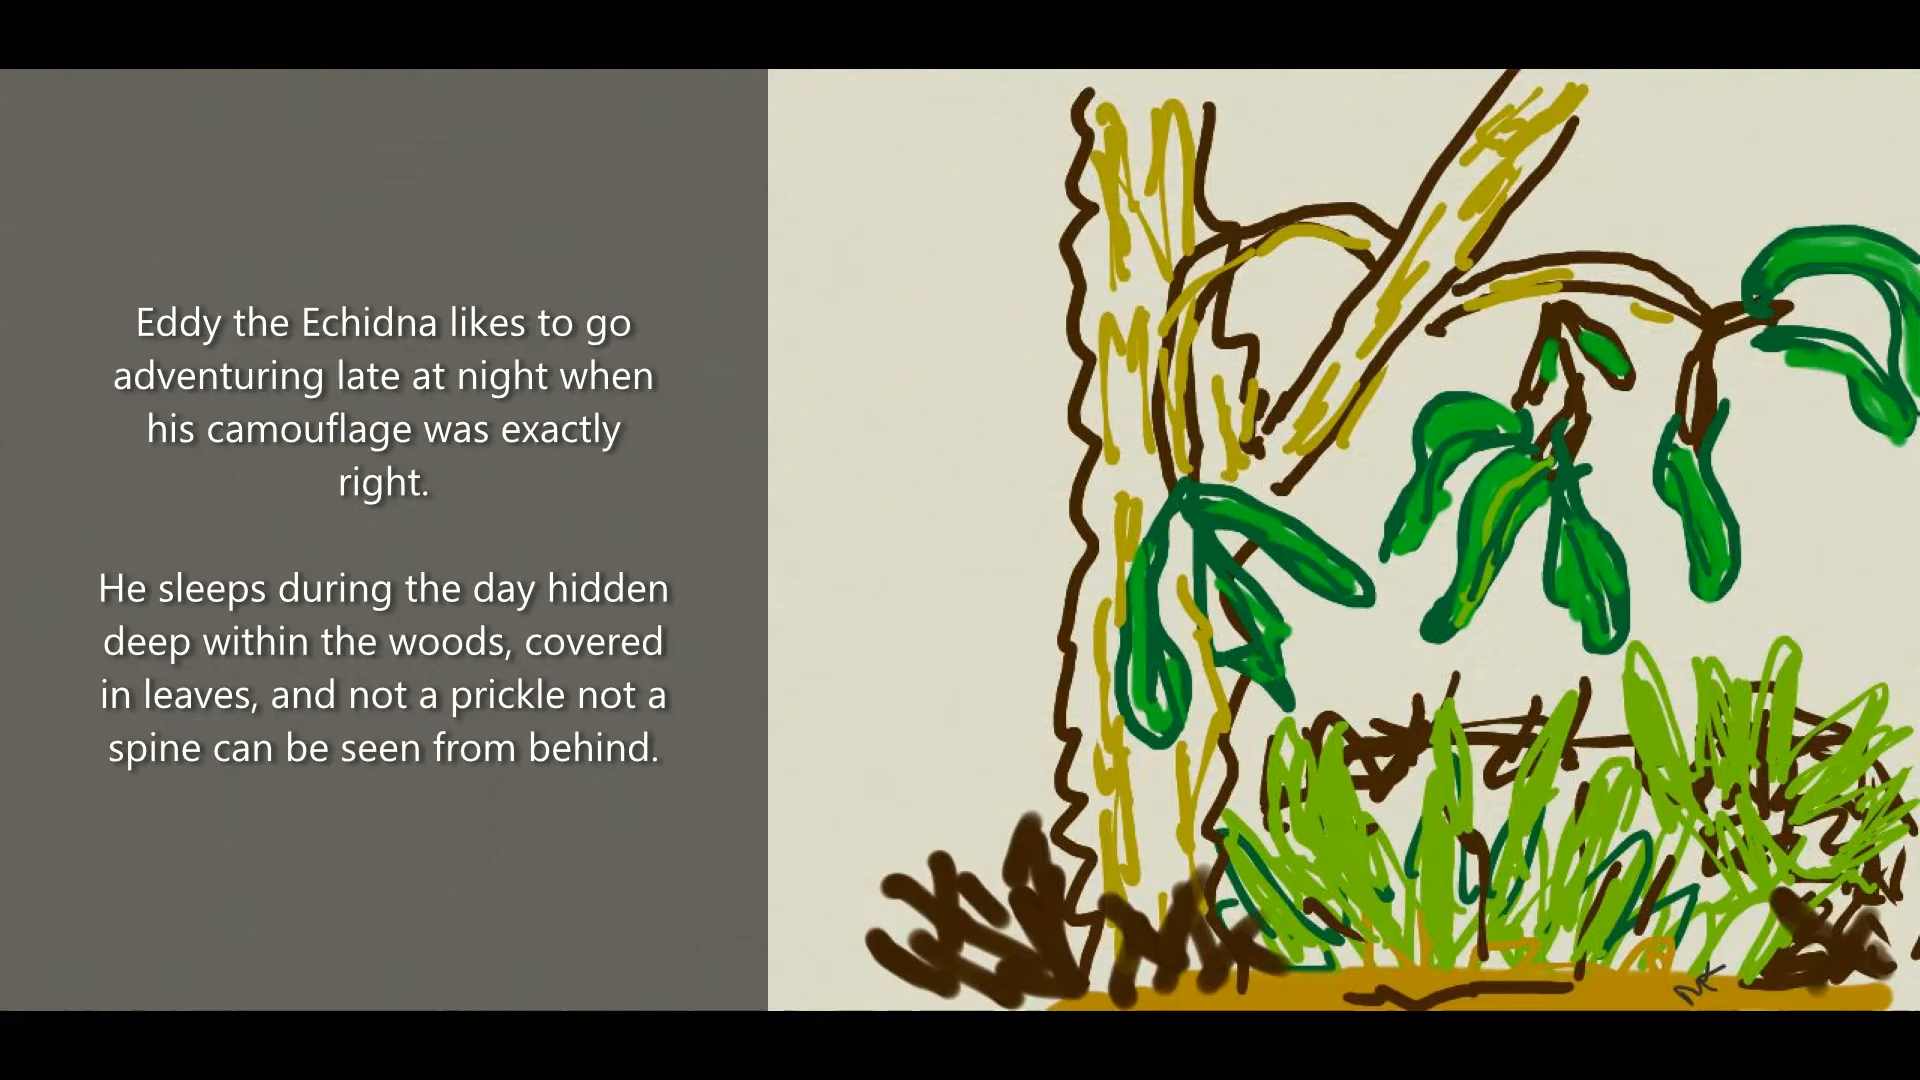 Eddy the Echidna likes to go
adventuring late at night when
his camouflage was exactly
right.
He sleeps during the day hidden
deep within the woods, covered
in leaves, and not a prickle not a
spine can be seen from behind.